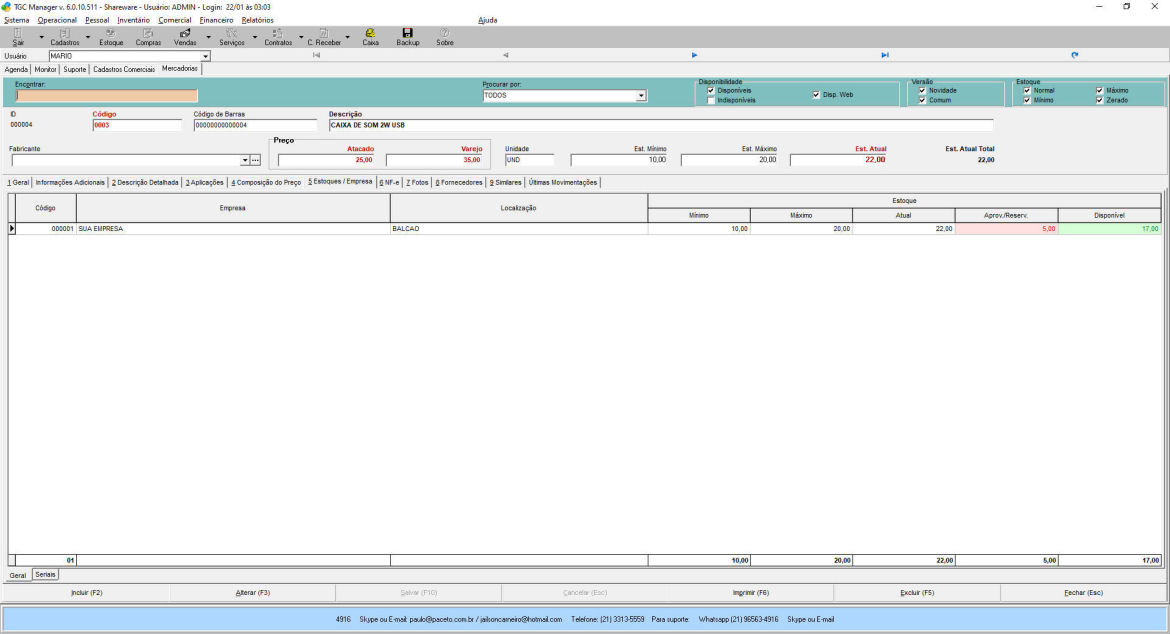 TGC Manager v. 6.0.10.511 - Shareware - Usuário: ADMIN - Login: 22/01 às 03:03
Sistema Operacional Pessoal Inventário Comercial Financeiro Relatórios Ajuda
Sair Cadastros Estoque Compras Vendas Serviços Contratos C. Receber Caixa Backup Sobre
Usuário MARIO
Agenda Monitor Suporte Cadastros Comerciais Mercadorias
Encontrar: Procurar por: Disponibilidade Versão Estoque
TODOS Disponíveis Disp. Web Novidade Normal Máximo
Indisponíveis Comum Mínimo Zerado
ID Código Código de Barras Descrição
000004 0003 00000000000004 CAIXA DE SOM 2W USB
Preço
Fabricante Atacado Varejo Unidade Est. Mínimo Est. Máximo Est. Atual Est. Atual Total
25,00 35,00 UND 10,00 20,00 22,00 22,00
1 Geral Informações Adicionais 2 Descrição Detalhada 3 Aplicações 4 Composição do Preço 5 Estoques / Empresa 6 NF-e 7 Fotos 8 Fornecedores 9 Similares Últimas Movimentações
Código Empresa Localização Estoque
Mínimo Máximo Atual Aprov./Reserv. Disponível
000001 SUA EMPRESA BALCAO 10,00 20,00 22,00 5,00 17,00
01 10,00 20,00 22,00 5,00 17,00
Geral Seriais
Incluir (F2) Alterar (F3) Salvar (F10) Cancelar (Esc) Imprimir (F6) Excluir (F5) Fechar (Esc)
4916 Skype ou E-mail: paulo@paceto.com.br / jailsoncarneiro@hotmail.com Telefone: (21) 3313-5559 Para suporte: Whatsapp (21) 96563-4916 Skype ou E-mail